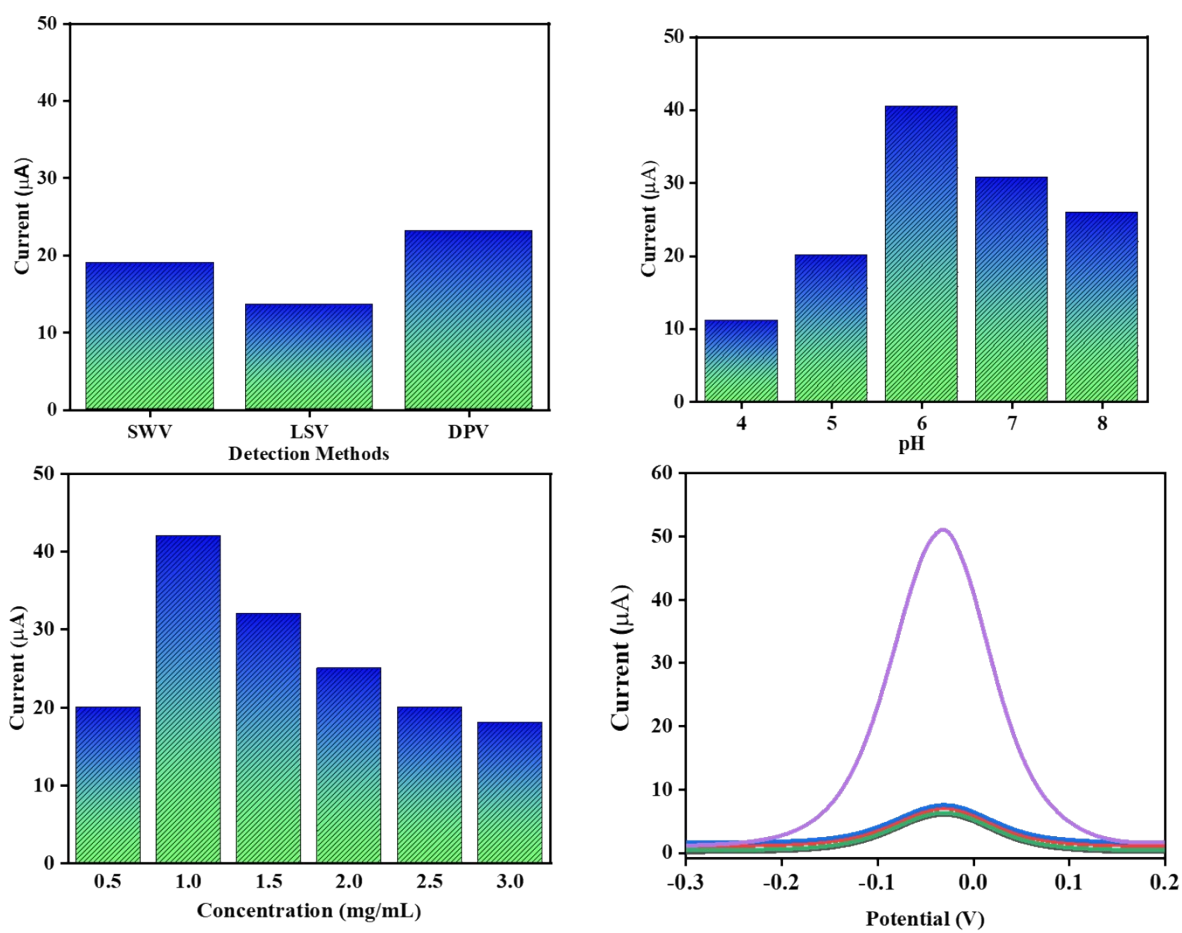 50
40
30
20
10
0
Current (μA)
SWV LSV DPV
Detection Methods
50
40
30
20
10
0
Current (μA)
4 5 6 7 8
pH
50
40
30
20
10
0
Current (μA)
0.5 1.0 1.5 2.0 2.5 3.0
Concentration (mg/mL)
60
50
40
30
20
10
0
Current (μA)
-0.3 -0.2 -0.1 0.0 0.1 0.2
Potential (V)